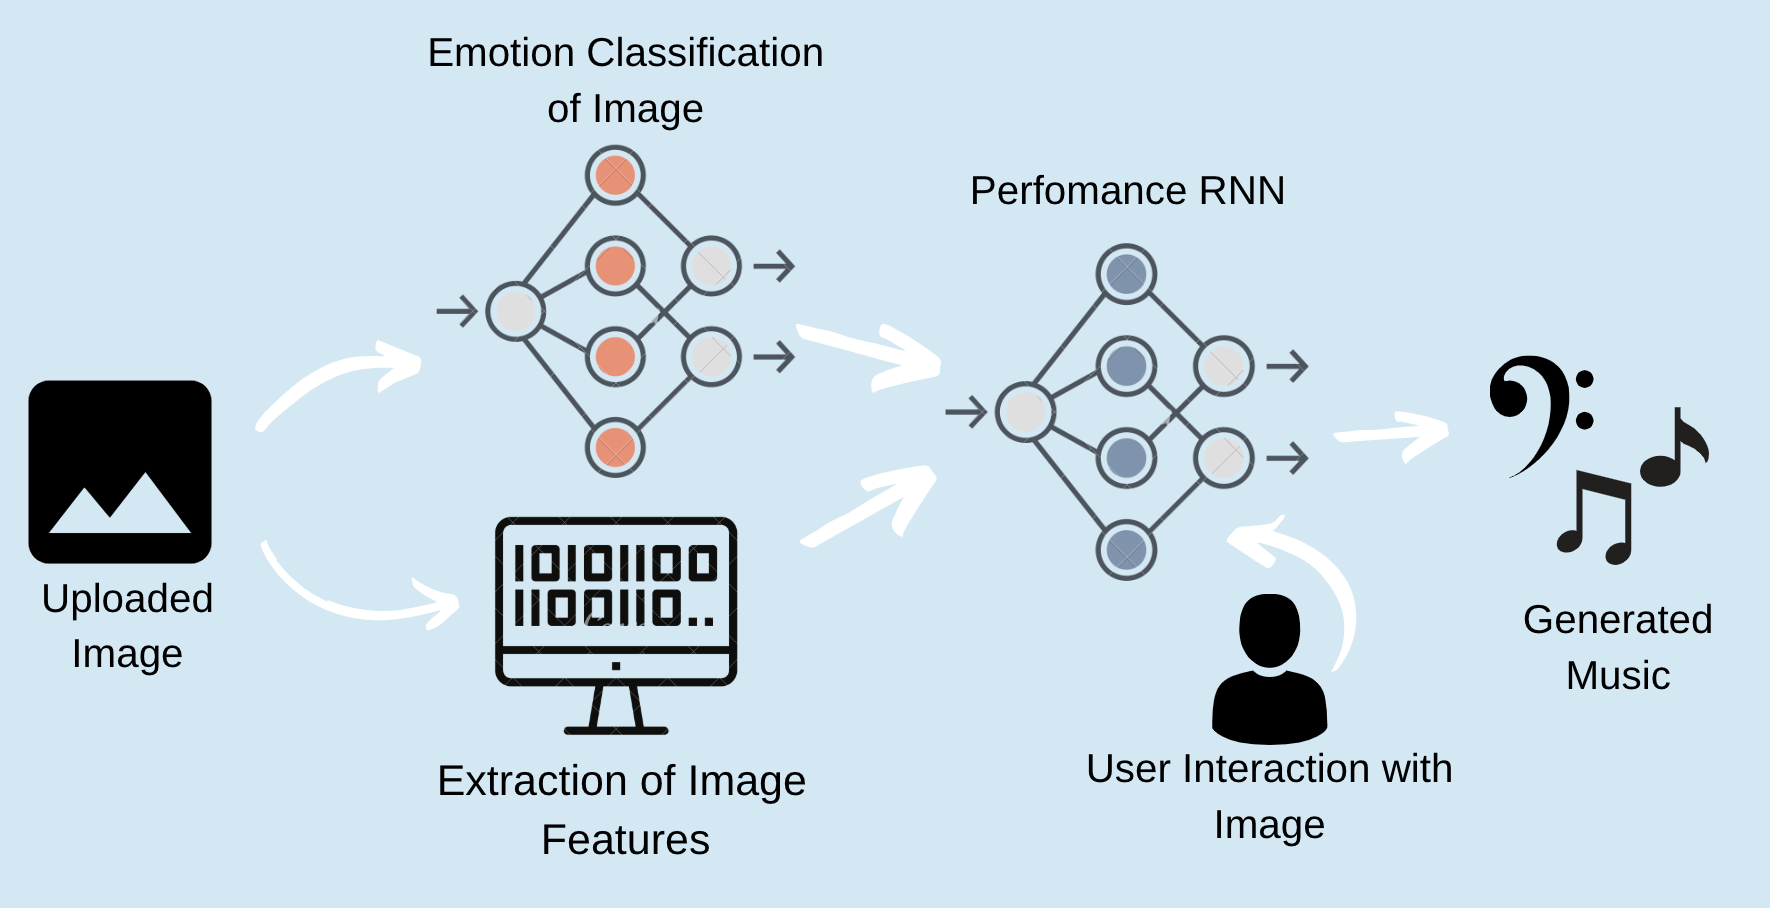 Emotion Classification
of Image
Perfomance RNN
Uploaded
Image
10101100
1100110..
Extraction of Image
Features
User Interaction with
Image
Generated
Music